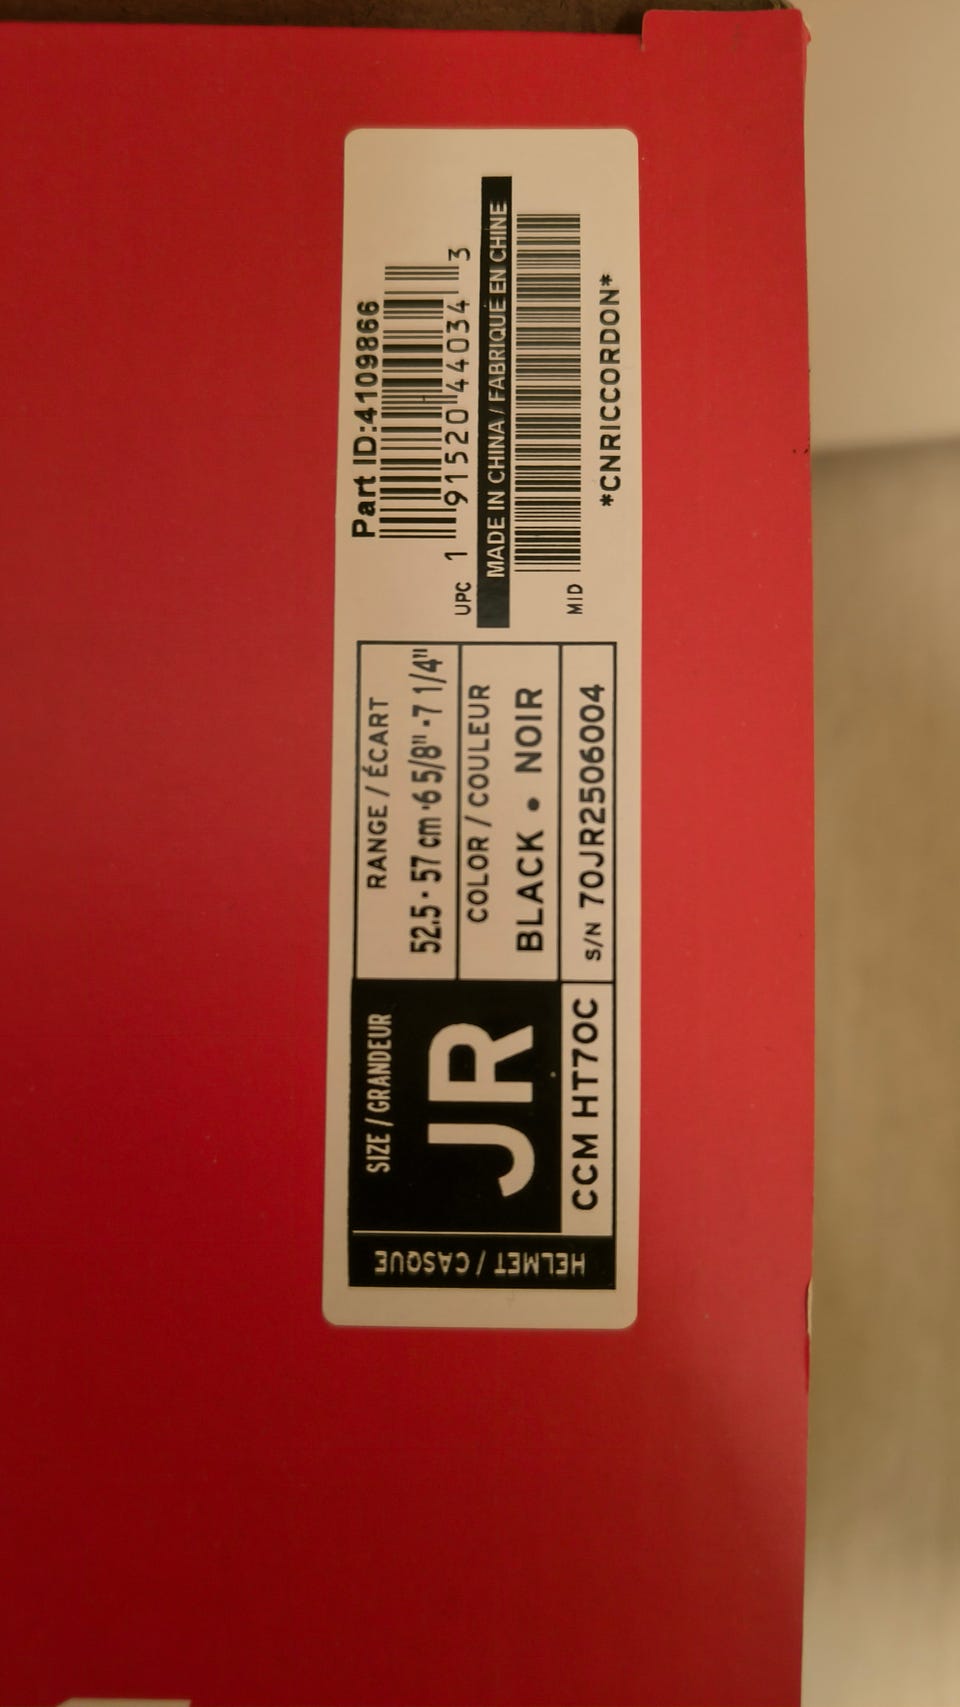 HELMET / CASQUE
SIZE / GRANDEUR
JR
CCM HT70C
RANGE / ÉCART
52.5 · 57 cm · 6 5/8" - 7 1/4"
COLOR / COULEUR
BLACK • NOIR
S/N 70JR2506004
Part ID:4109866
UPC 1 91520 44034 3
MADE IN CHINA / FABRIQUE EN CHINE
MID
*CNRICCORDON*